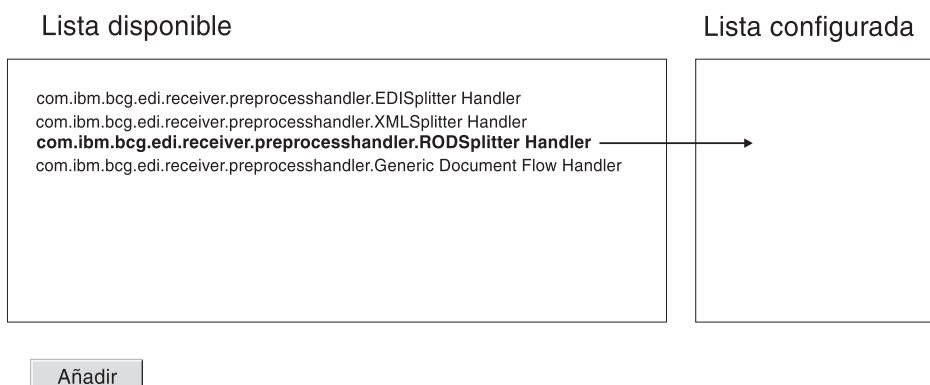 Lista disponible
Lista configurada
com.ibm.bcg.edi.receiver.preprocesshandler.EDISplitter Handler
com.ibm.bcg.edi.receiver.preprocesshandler.XMLSplitter Handler
com.ibm.bcg.edi.receiver.preprocesshandler.RODSplitter Handler
com.ibm.bcg.edi.receiver.preprocesshandler.Generic Document Flow Handler
Añadir